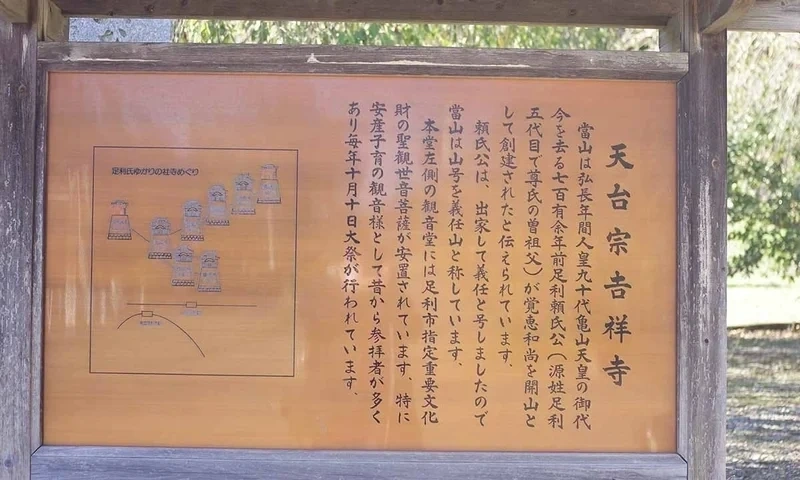 天台宗吉祥寺
當山は弘長年間人皇九十代亀山天皇の御代
今を去る七百有余年前足利頼氏公(源姓足利
五代目で尊氏の曽祖父)が覚恵和尚を開山と
して創建されたと伝えられています。
頼氏公は、出家して義任と号しましたので
當山は山号を義任山と称しています。
本堂左側の観音堂には足利市指定重要文化
財の聖観世音菩薩が安置されています。特に
安産子育の観音様として昔から参拝者が多く
あり毎年十月十日大祭が行われています。
足利氏ゆかりの社寺めぐり